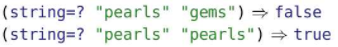 (string=? "pearls" "gems") ⇒ false
(string=? "pearls" "pearls") ⇒ true